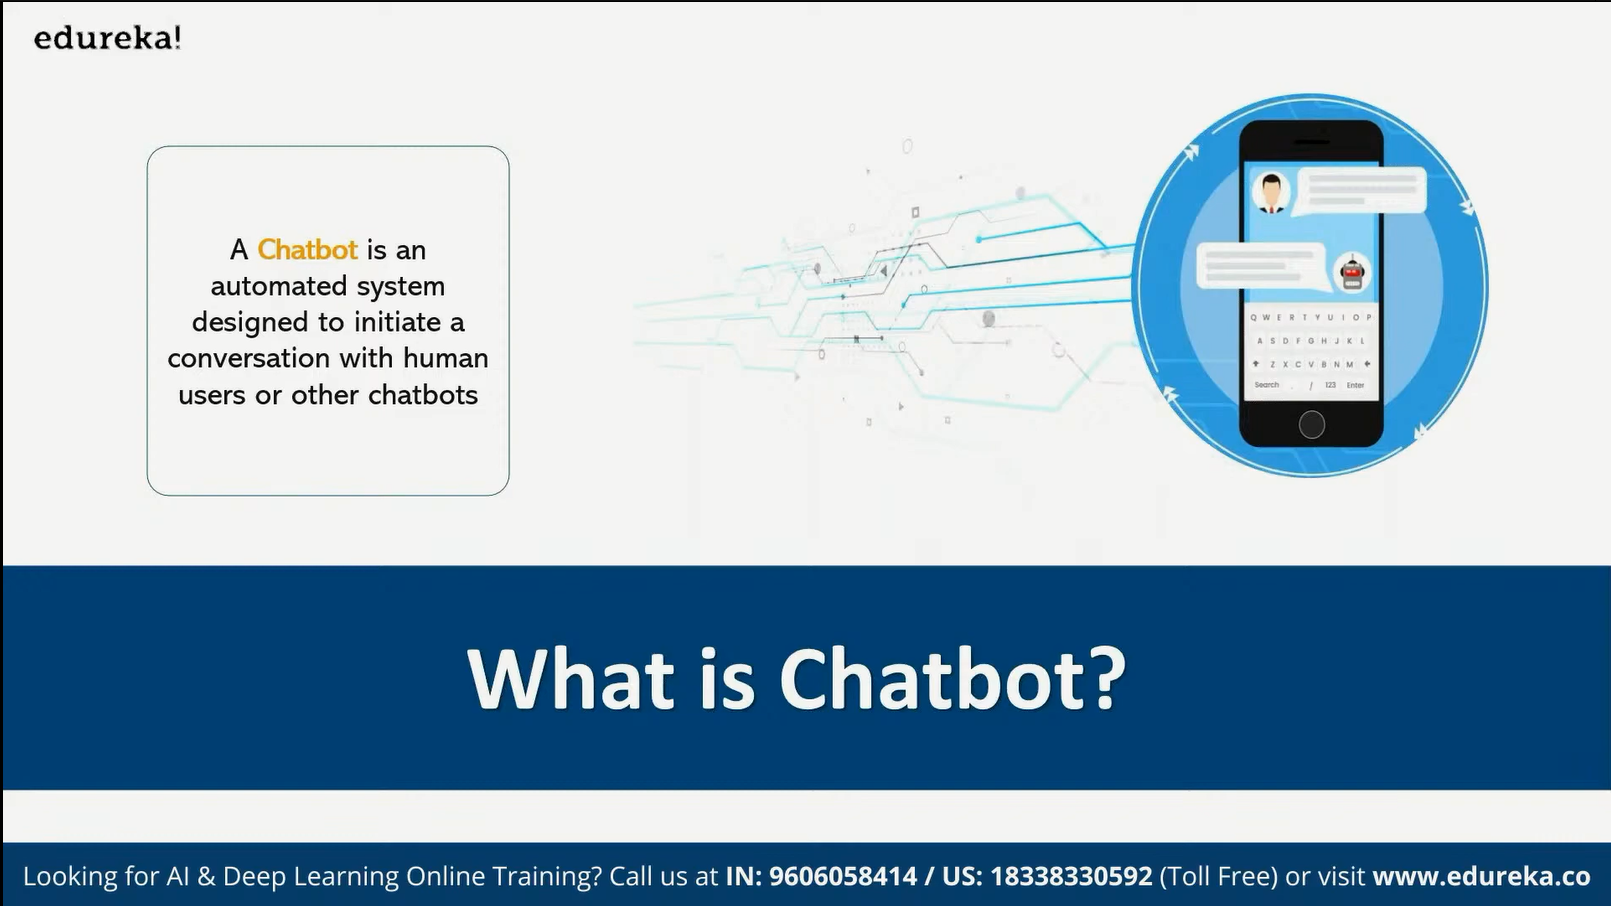 edureka!
A Chatbot is an
automated system
designed to initiate a
conversation with human
users or other chatbots
Q W E R T Y U I O P
A S D F G H J K L
Z X C V B N M
Search . / 123 Enter
What is Chatbot?
Looking for AI & Deep Learning Online Training? Call us at IN: 9606058414 / US: 18338330592 (Toll Free) or visit www.edureka.co